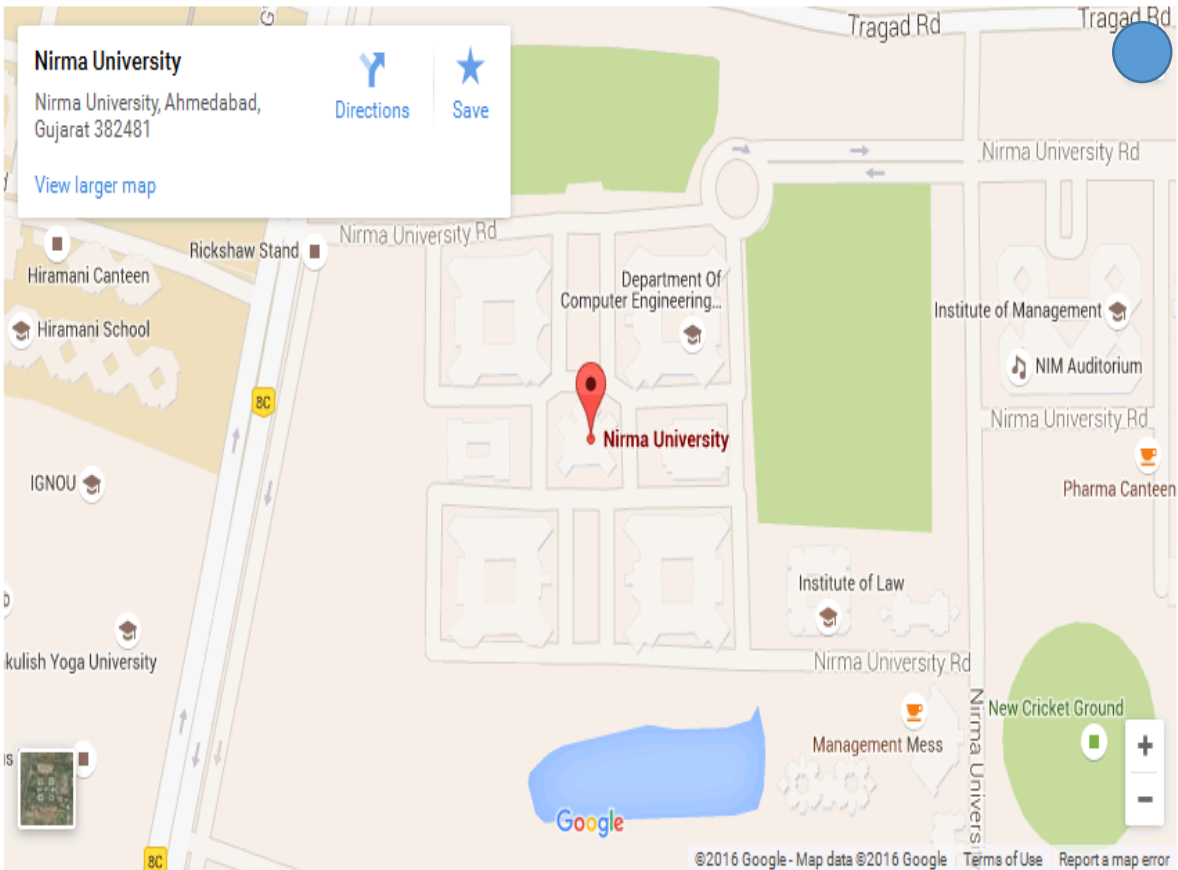 Tragad Rd
Tragad Rd
Nirma University
Nirma University, Ahmedabad,
Gujarat 382481
Directions
Save
View larger map
Nirma University Rd
Nirma University Rd
Rickshaw Stand
Hiramani Canteen
Department Of
Computer Engineering...
Institute of Management
Hiramani School
NIM Auditorium
8C
Nirma University Rd
Nirma University
IGNOU
Pharma Canteen
Institute of Law
kulish Yoga University
Nirma University Rd
New Cricket Ground
Management Mess
Nirma Universi
+
-
Google
8C
©2016 Google - Map data ©2016 Google
Terms of Use
Report a map error